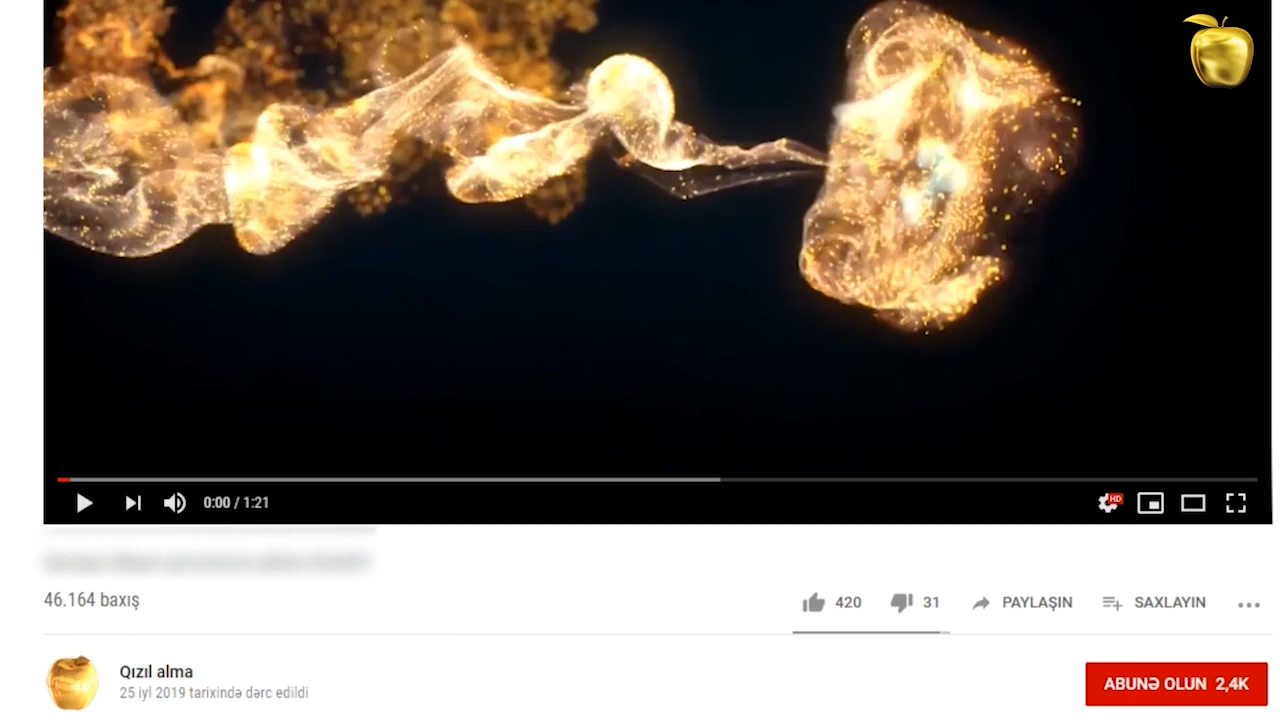 HD
0:00 / 1:21
46.164 baxış
420
31
PAYLAŞIN
SAXLAYIN
Qızıl alma
25 iyl 2019 tarixində dərc edildi
ABUNƏ OLUN 2,4K